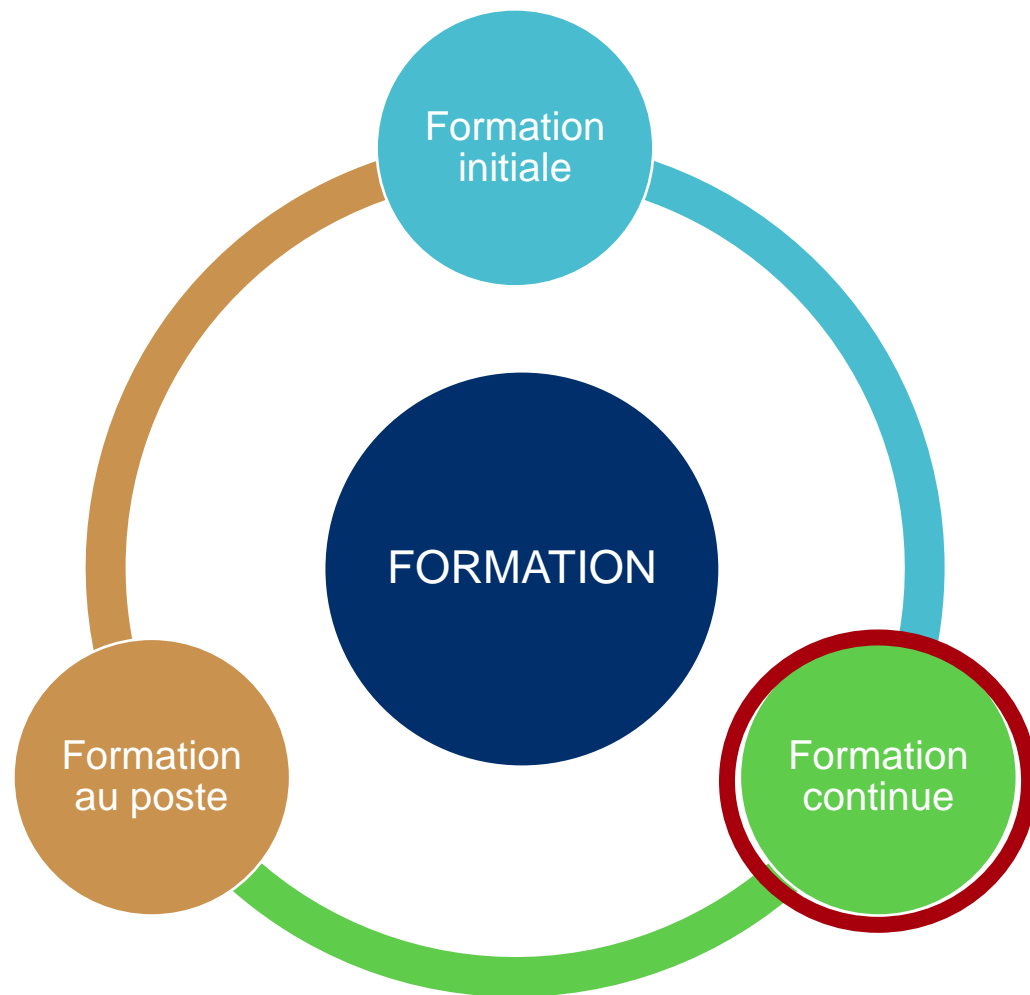 Formation
initiale
FORMATION
Formation
au poste
Formation
continue